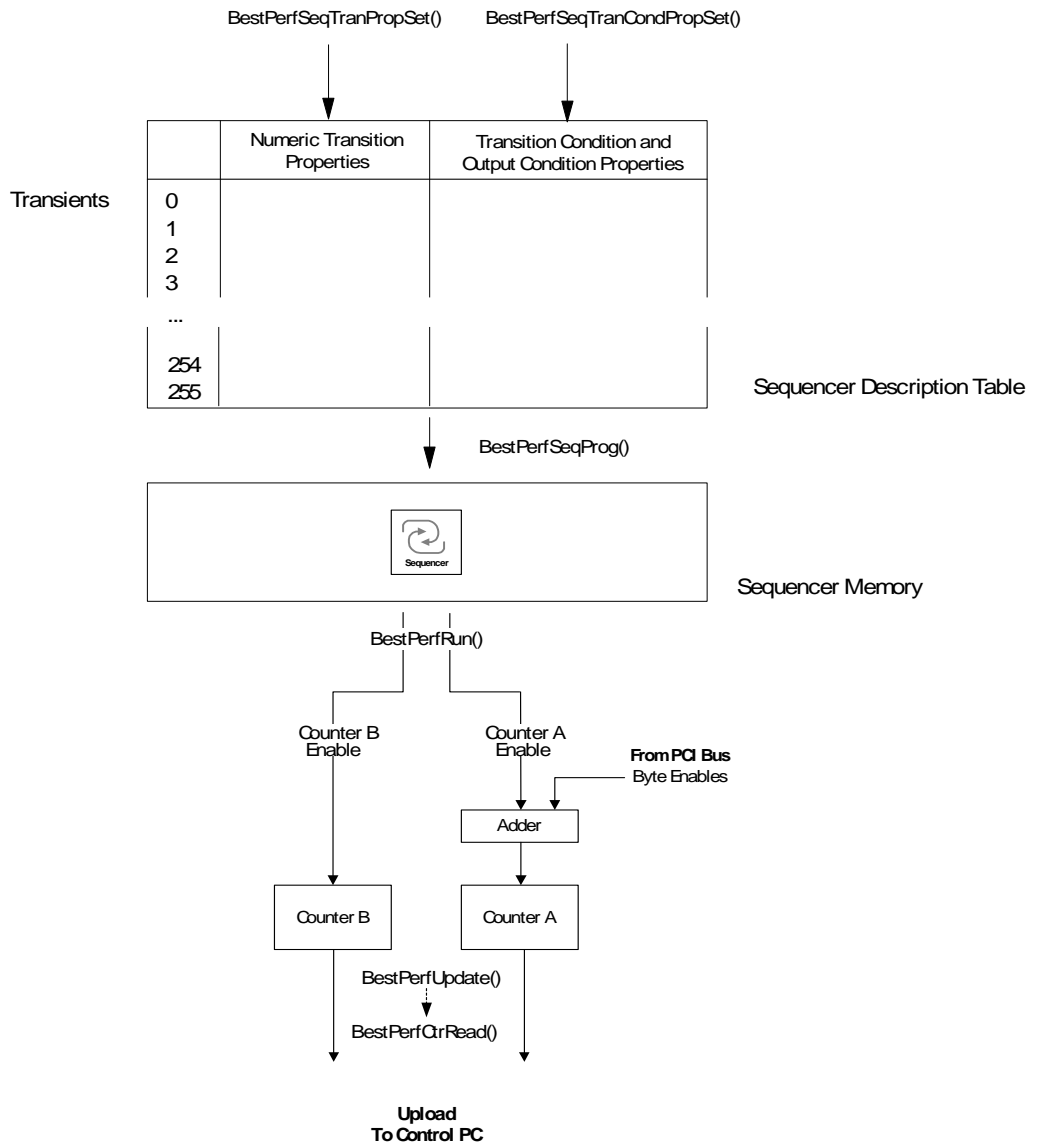 BestPerfSeqTranPropSet() BestPerfSeqTranCondPropSet()
Numeric Transition
Properties
Transition Condition and
Output Condition Properties
Transients
0
1
2
3
...
254
255
Sequencer Description Table
BestPerfSeqProg()
Sequencer
Sequencer Memory
BestPerfRun()
Counter B
Enable
Counter A
Enable
From PCI Bus
Byte Enables
Adder
Counter B
Counter A
BestPerfUpdate()
BestPerfCtrRead()
Upload
To Control PC